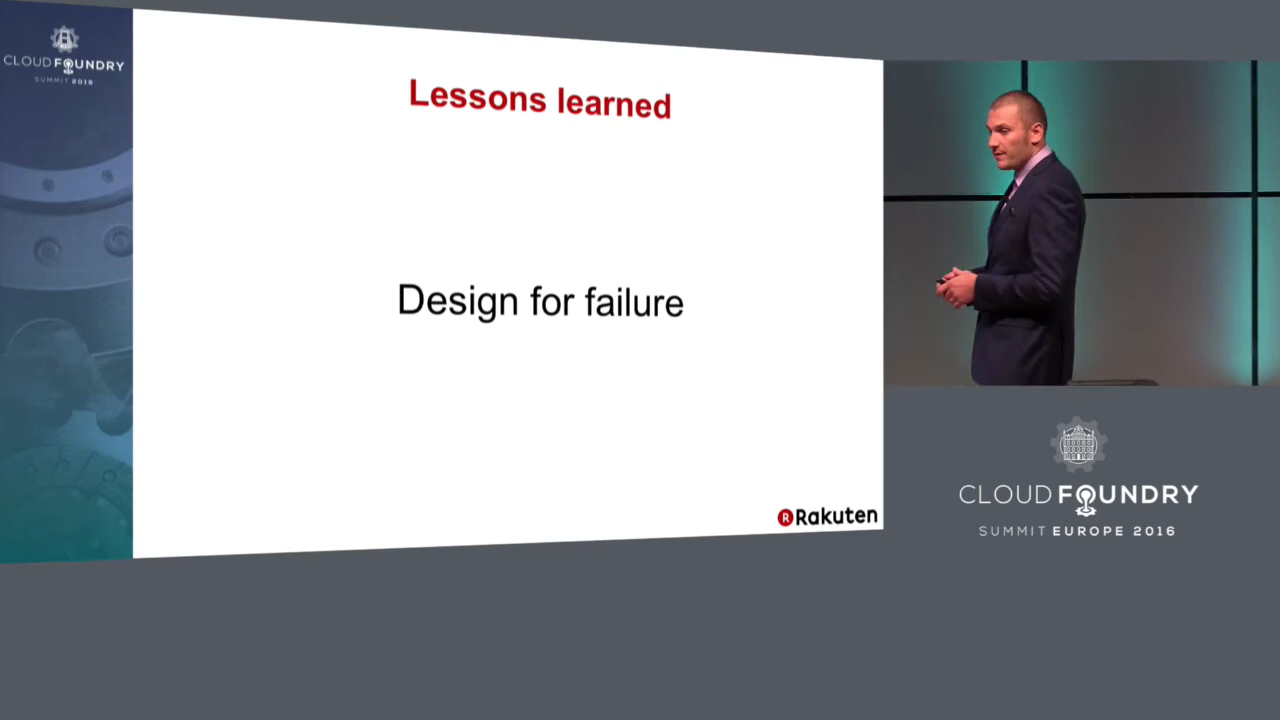 CLOUD FOUNDRY
SUMMIT 2016
Lessons learned
Design for failure
R Rakuten
CLOUD FOUNDRY
SUMMIT EUROPE 2016